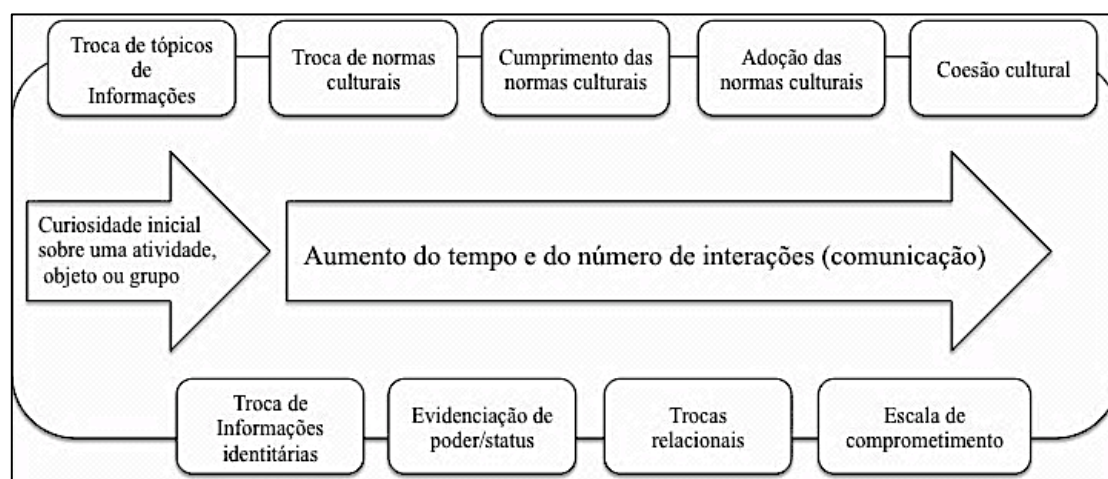 Troca de tópicos
de
Informações
Troca de normas
culturais
Cumprimento das
normas culturais
Adoção das
normas culturais
Coesão cultural
Curiosidade inicial
sobre uma atividade,
objeto ou grupo
Aumento do tempo e do número de interações (comunicação)
Troca de
Informações
identitárias
Evidenciação de
poder/status
Trocas
relacionais
Escala de
comprometimento